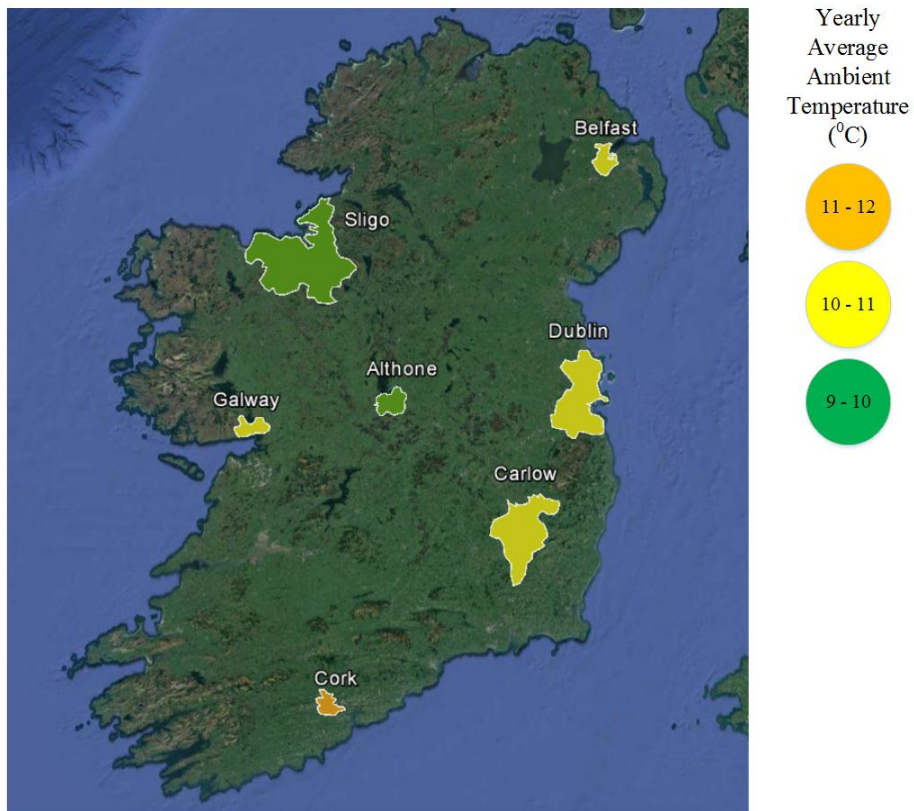 Yearly
Average
Ambient
Temperature
(⁰C)
11 - 12
10 - 11
9 - 10
Belfast
Sligo
Dublin
Althone
Galway
Carlow
Cork